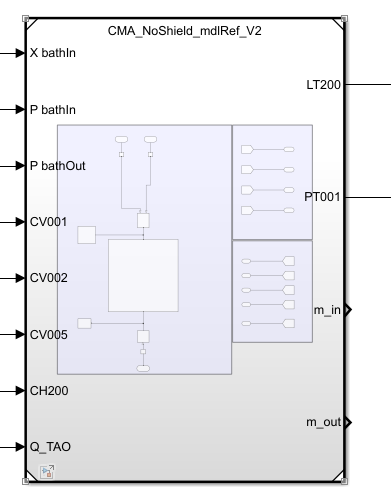 CMA_NoShield_mdlRef_V2
X bathIn
LT200
P bathIn
P bathOut
PT001
CV001
CV002
m_in
CV005
CH200
m_out
Q_TAO